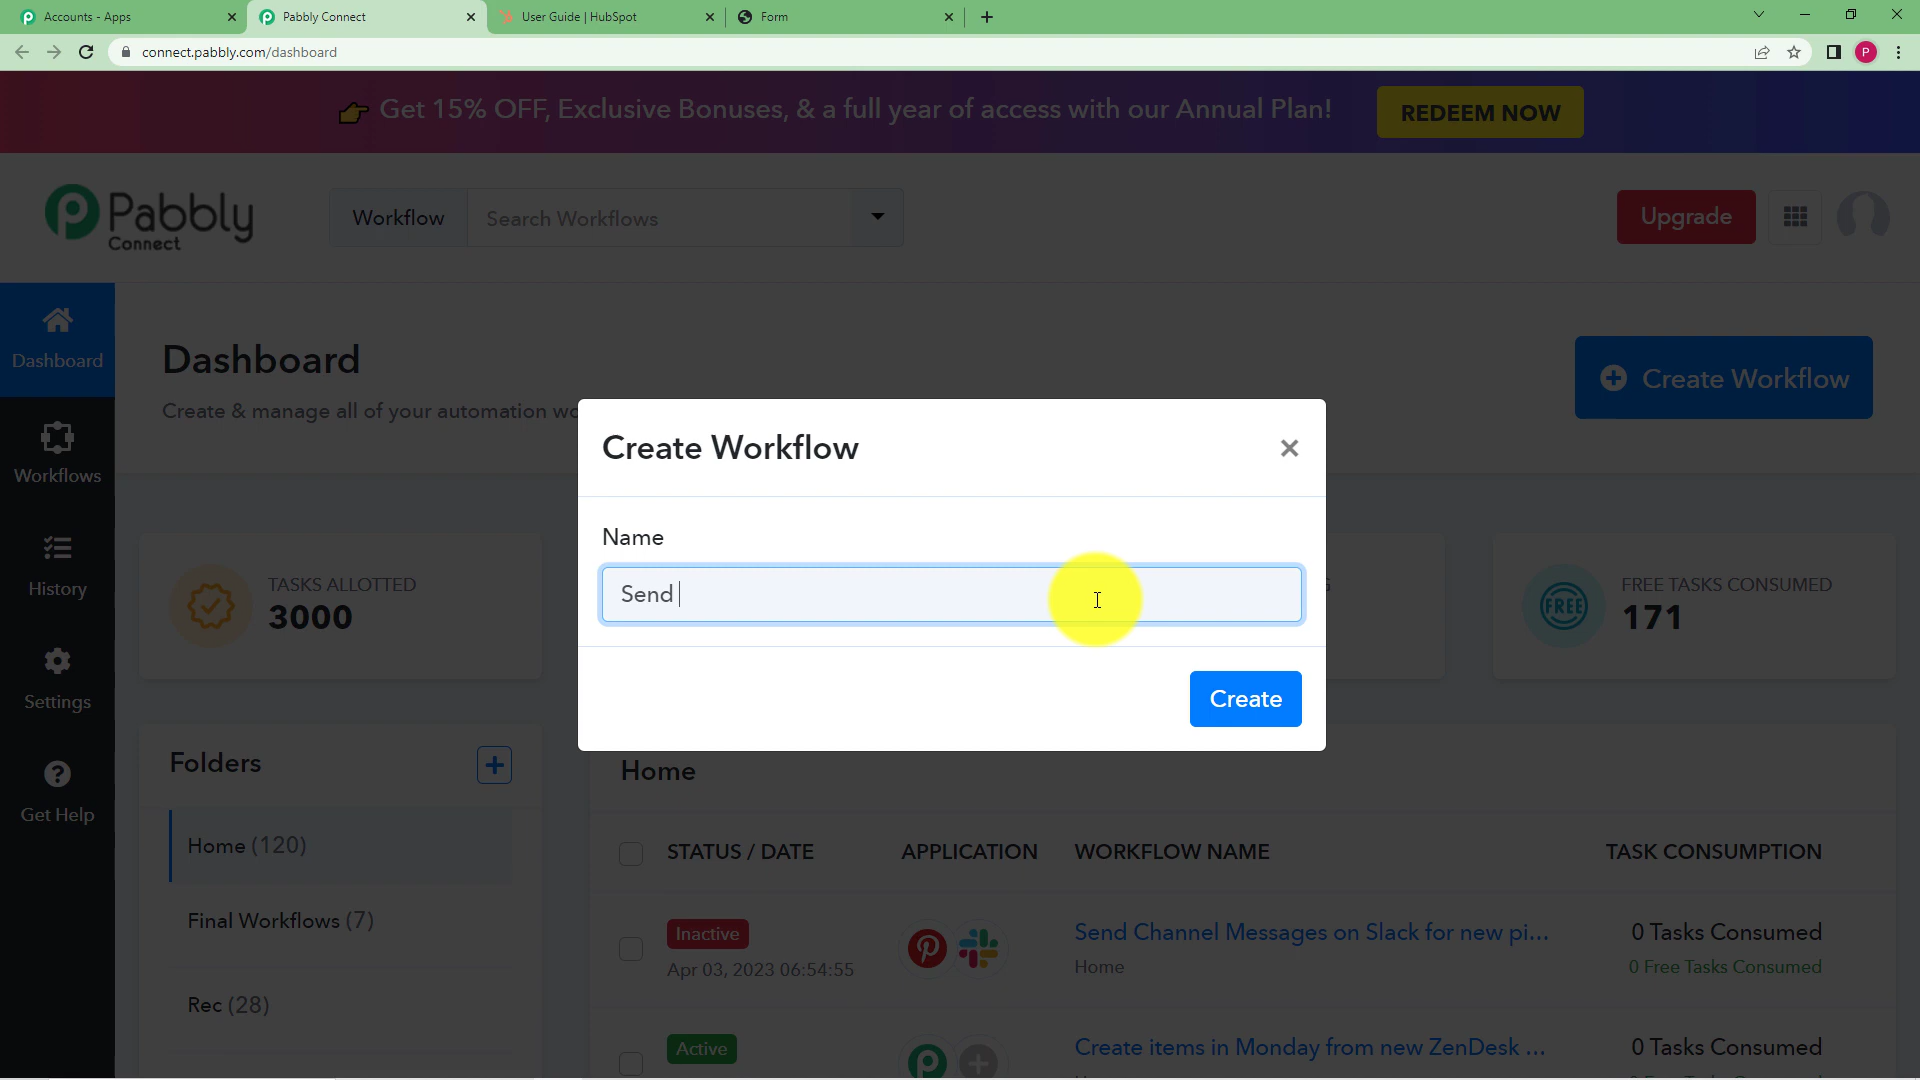 Accounts - Apps
Pabbly Connect
User Guide | HubSpot
Form
connect.pabbly.com/dashboard
P
Get 15% OFF, Exclusive Bonuses, & a full year of access with our Annual Plan!
REDEEM NOW
Pabbly
Connect
Workflow
Search Workflows
Upgrade
Dashboard
Workflows
History
Settings
Get Help
Dashboard
Create & manage all of your automation wo
Create Workflow
Create Workflow
Name
Send
Create
TASKS ALLOTTED
3000
FREE
FREE TASKS CONSUMED
171
Folders
Home (120)
Final Workflows (7)
Rec (28)
Home
STATUS / DATE
APPLICATION
WORKFLOW NAME
TASK CONSUMPTION
Inactive
Apr 03, 2023 06:54:55
Send Channel Messages on Slack for new pi...
Home
0 Tasks Consumed
0 Free Tasks Consumed
Active
Create items in Monday from new ZenDesk ...
0 Tasks Consumed